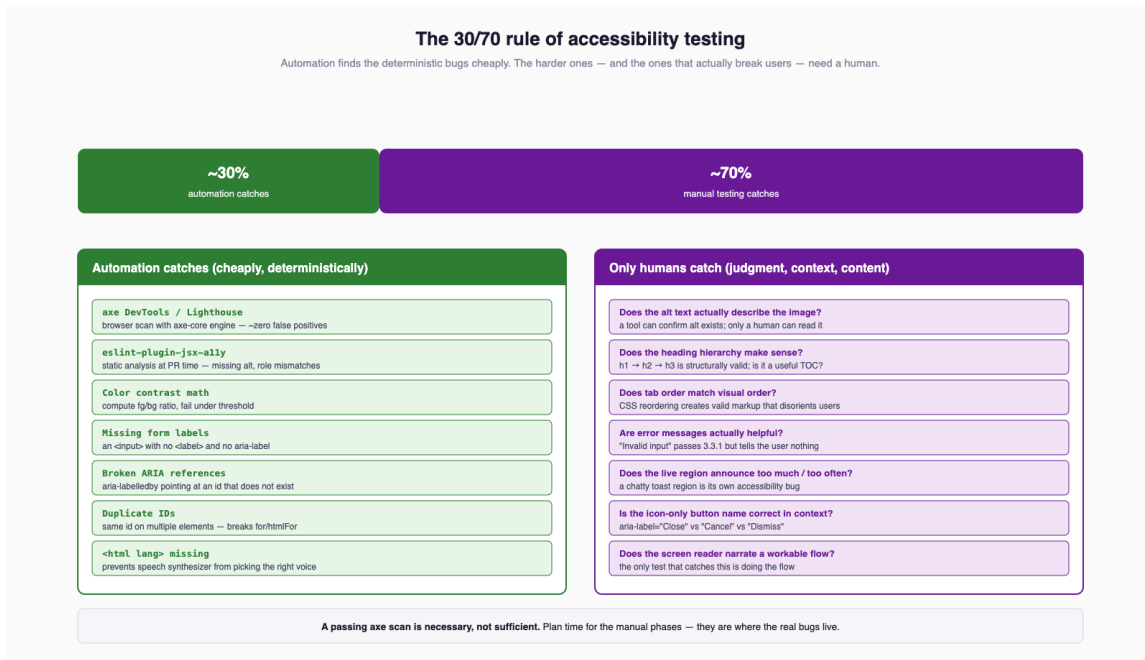 The 30/70 rule of accessibility testing
Automation finds the deterministic bugs cheaply. The harder ones — and the ones that actually break users — need a human.
~30%
automation catches
~70%
manual testing catches
Automation catches (cheaply, deterministically)
axe DevTools / Lighthouse
browser scan with axe-core engine — ~zero false positives
eslint-plugin-jsx-a11y
static analysis at PR time — missing alt, role mismatches
Color contrast math
compute fg/bg ratio, fail under threshold
Missing form labels
an <input> with no <label> and no aria-label
Broken ARIA references
aria-labelledby pointing at an id that does not exist
Duplicate IDs
same id on multiple elements — breaks for/htmlFor
<html lang> missing
prevents speech synthesizer from picking the right voice
Only humans catch (judgment, context, content)
Does the alt text actually describe the image?
a tool can confirm alt exists; only a human can read it
Does the heading hierarchy make sense?
h1 → h2 → h3 is structurally valid; is it a useful TOC?
Does tab order match visual order?
CSS reordering creates valid markup that disorients users
Are error messages actually helpful?
"Invalid input" passes 3.3.1 but tells the user nothing
Does the live region announce too much / too often?
a chatty toast region is its own accessibility bug
Is the icon-only button name correct in context?
aria-label="Close" vs "Cancel" vs "Dismiss"
Does the screen reader narrate a workable flow?
the only test that catches this is doing the flow
A passing axe scan is necessary, not sufficient. Plan time for the manual phases — they are where the real bugs live.